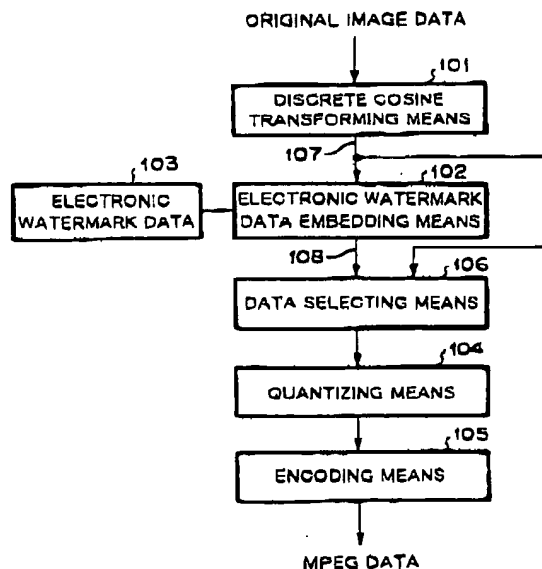 ORIGINAL IMAGE DATA
101
DISCRETE COSINE
TRANSFORMING MEANS
107
103
102
ELECTRONIC
WATERMARK DATA
ELECTRONIC WATERMARK
DATA EMBEDDING MEANS
108
106
DATA SELECTING MEANS
104
QUANTIZING MEANS
105
ENCODING MEANS
MPEG DATA